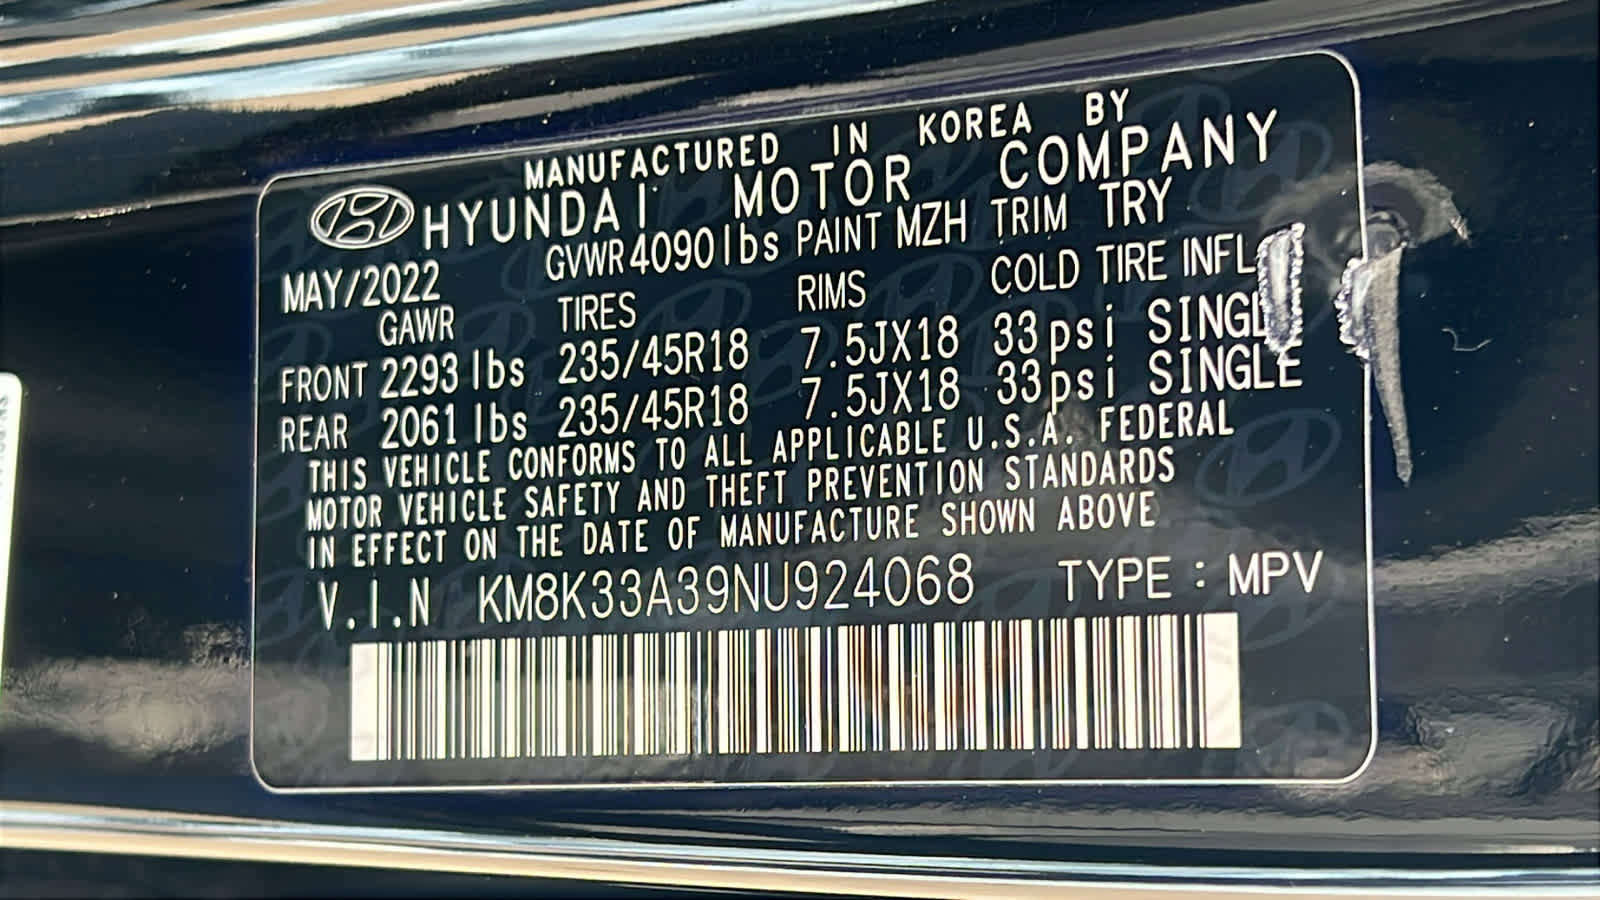 MANUFACTURED IN KOREA BY
HYUNDAI MOTOR COMPANY
MAY/2022 GVWR 4090lbs PAINT MZH TRIM TRY
GAWR TIRES RIMS COLD TIRE INFL
FRONT 2293 lbs 235/45R18 7.5JX18 33psi SINGLE
REAR 2061 lbs 235/45R18 7.5JX18 33psi SINGLE
THIS VEHICLE CONFORMS TO ALL APPLICABLE U.S.A. FEDERAL
MOTOR VEHICLE SAFETY AND THEFT PREVENTION STANDARDS
IN EFFECT ON THE DATE OF MANUFACTURE SHOWN ABOVE
V.I.N KM8K33A39NU924068 TYPE : MPV